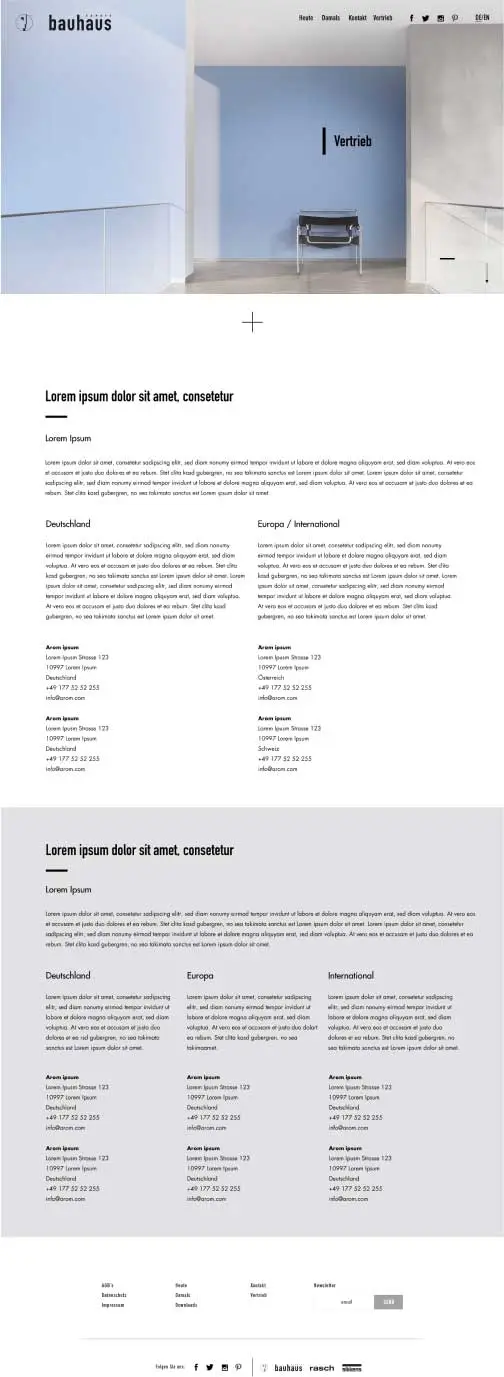 bauhaus
Heute Damals Kontakt Vertrieb DE/EN
Vertrieb
Lorem ipsum dolor sit amet, consetetur
Lorem Ipsum
Lorem ipsum dolor sit amet, consetetur sadipscing elitr, sed diam nonumy eirmod tempor invidunt ut labore et dolore magna aliquyam erat, sed diam voluptua. At vero eos
et accusam et justo duo dolores et ea rebum. Stet clita kasd gubergren, no sea takimata sanctus est Lorem ipsum dolor sit amet. Lorem ipsum dolor sit amet, consetetur
sadipscing elitr, sed diam nonumy eirmod tempor invidunt ut labore et dolore magna aliquyam erat, sed diam voluptua. At vero eos et accusam et justo duo dolores et ea
rebum. Stet clita kasd gubergren, no sea takimata sanctus est Lorem ipsum dolor sit amet.
Deutschland
Lorem ipsum dolor sit amet, consetetur sadipscing elitr, sed diam nonumy
eirmod tempor invidunt ut labore et dolore magna aliquyam erat, sed diam
voluptua. At vero eos et accusam et justo duo dolores et ea rebum. Stet clita
kasd gubergren, no sea takimata sanctus est Lorem ipsum dolor sit amet. Lorem
ipsum dolor sit amet, consetetur sadipscing elitr, sed diam nonumy eirmod
tempor invidunt ut labore et dolore magna aliquyam erat, sed diam voluptua.
At vero eos et accusam et justo duo dolores et ea rebum. Stet clita kasd
gubergren, no sea takimata sanctus est Lorem ipsum dolor sit amet.
Europa / International
Lorem ipsum dolor sit amet, consetetur sadipscing elitr, sed diam nonumy
eirmod tempor invidunt ut labore et dolore magna aliquyam erat, sed diam
voluptua. At vero eos et accusam et justo duo dolores et ea rebum. Stet clita
kasd gubergren, no sea takimata sanctus est Lorem ipsum dolor sit amet. Lorem
ipsum dolor sit amet, consetetur sadipscing elitr, sed diam nonumy eirmod
tempor invidunt ut labore et dolore magna aliquyam erat, sed diam voluptua.
At vero eos et accusam et justo duo dolores et ea rebum. Stet clita kasd
gubergren, no sea takimata sanctus est Lorem ipsum dolor sit amet.
Arom ipsum
Lorem Ipsum Strasse 123
10997 Lorem Ipsum
Deutschland
+49 177 52 52 255
info@arom.com
Arom ipsum
Lorem Ipsum Strasse 123
10997 Lorem Ipsum
Österreich
+49 177 52 52 255
info@arom.com
Arom ipsum
Lorem Ipsum Strasse 123
10997 Lorem Ipsum
Deutschland
+49 177 52 52 255
info@arom.com
Arom ipsum
Lorem Ipsum Strasse 123
10997 Lorem Ipsum
Schweiz
+49 177 52 52 255
info@arom.com
Lorem ipsum dolor sit amet, consetetur
Lorem Ipsum
Lorem ipsum dolor sit amet, consetetur sadipscing elitr, sed diam nonumy eirmod tempor invidunt ut labore et dolore magna aliquyam erat, sed diam voluptua. At vero eos
et accusam et justo duo dolores et ea rebum. Stet clita kasd gubergren, no sea takimata sanctus est Lorem ipsum dolor sit amet. Lorem ipsum dolor sit amet, consetetur
sadipscing elitr, sed diam nonumy eirmod tempor invidunt ut labore et dolore magna aliquyam erat, sed diam voluptua. At vero eos et accusam et justo duo dolores et ea
rebum. Stet clita kasd gubergren, no sea takimata sanctus est Lorem ipsum dolor sit amet.
Deutschland
Lorem ipsum dolor sit amet, consetetur sadipscing
elitr, sed diam nonumy eirmod tempor invidunt ut
labore et dolore magna aliquyam erat, sed diam
voluptua. At vero eos et accusam et justo duo
dolores et ea rebum. Stet clita kasd gubergren, no sea takimata
sanctus est Lorem ipsum dolor sit amet.
Europa
Lorem ipsum dolor sit amet, consetetur sadipscing
elitr, sed diam nonumy eirmod tempor invidunt ut
labore et dolore magna aliquyam erat, sed diam
voluptua. At vero eos et accusam et justo duo dolort
ea rebum. Stet clita kasd gubergren, no sea
takimaamet.
International
Lorem ipsum dolor sit amet, consetetur sadipscing
elitr, sed diam nonumy eirmod tempor invidunt ut
labore et dolore magna aliquyam erat, sed diam
voluptua. At vero eos et accusam et justo duo
dolores et ea rebum. Stet clita kasd gubergren, no
sea takimata sanctus est Lorem ipsum dolor sit amet.
Arom ipsum
Lorem Ipsum Strasse 123
10997 Lorem Ipsum
Deutschland
+49 177 52 52 255
info@arom.com
Arom ipsum
Lorem Ipsum Strasse 123
10997 Lorem Ipsum
Deutschland
+49 177 52 52 255
info@arom.com
Arom ipsum
Lorem Ipsum Strasse 123
10997 Lorem Ipsum
Deutschland
+49 177 52 52 255
info@arom.com
Arom ipsum
Lorem Ipsum Strasse 123
10997 Lorem Ipsum
Deutschland
+49 177 52 52 255
info@arom.com
Arom ipsum
Lorem Ipsum Strasse 123
10997 Lorem Ipsum
Deutschland
+49 177 52 52 255
info@arom.com
Arom ipsum
Lorem Ipsum Strasse 123
10997 Lorem Ipsum
Deutschland
+49 177 52 52 255
info@arom.com
AGB's
Datenschutz
Impressum
Heute
Damals
Downloads
Kontakt
Vertrieb
Newsletter
email SEND
Folgen Sie uns: bauhaus rasch sikkens